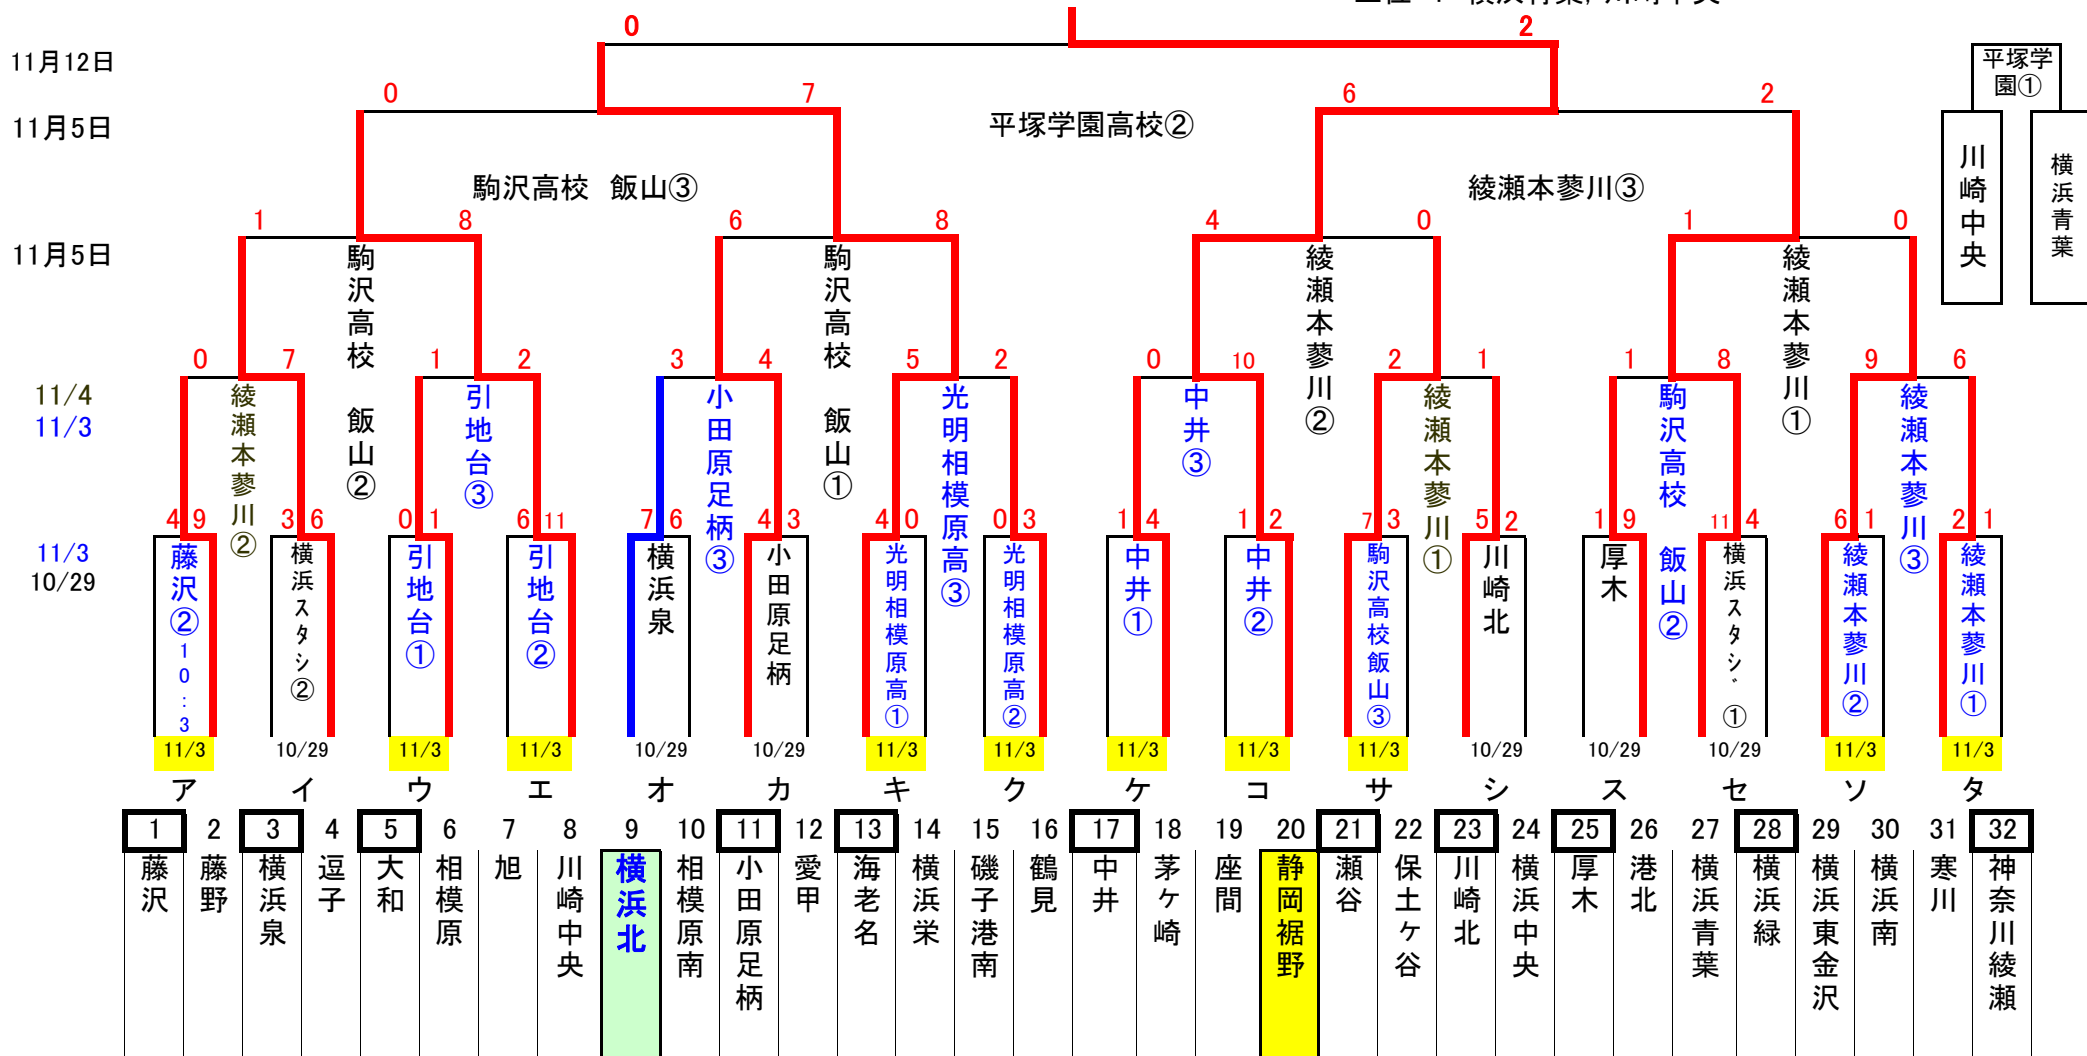 0
2
11月12日
平塚学
園①
0
7
6
2
11月5日
平塚学園高校②
川崎中央
横浜青葉
駒沢高校 飯山③
綾瀬本蓼川③
1
8
6
8
4
0
1
0
11月5日
駒沢高校 飯山②
駒沢高校 飯山①
綾瀬本蓼川②
綾瀬本蓼川①
0
7
1
2
3
4
5
2
0
10
2
1
1
8
9
6
11/4
11/3
綾瀬本蓼川②
引地台③
小田原足柄③
光明相模原高③
中井③
綾瀬本蓼川①
駒沢高校 飯山②
綾瀬本蓼川③
4 9
3 6
0 1
6 11
7 6
4 3
4 0
0 3
1 4
1 2
7 3
5 2
1 9
11 4
6 1
2 1
11/3
10/29
藤沢②10:3
横浜スタジ②
引地台①
引地台②
横浜泉
小田原足柄
光明相模原高①
光明相模原高②
中井①
中井②
駒沢高校飯山③
川崎北
厚木
横浜スタジ①
綾瀬本蓼川②
綾瀬本蓼川①
11/3 10/29 11/3 11/3 10/29 10/29 11/3 11/3 11/3 11/3 11/3 10/29 10/29 10/29 11/3 11/3
ア イ ウ エ オ カ キ ク ケ コ サ シ ス セ ソ タ
1 2 3 4 5 6 7 8 9 10 11 12 13 14 15 16 17 18 19 20 21 22 23 24 25 26 27 28 29 30 31 32
藤沢
藤野
横浜泉
逗子
大和
相模原
旭
川崎中央
横浜北
相模原南
小田原足柄
愛甲
海老名
横浜栄
磯子港南
鶴見
中井
茅ケ崎
座間
静岡裾野
瀬谷
保土ケ谷
川崎北
横浜中央
厚木
港北
横浜青葉
横浜緑
横浜東金沢
横浜南
寒川
神奈川綾瀬